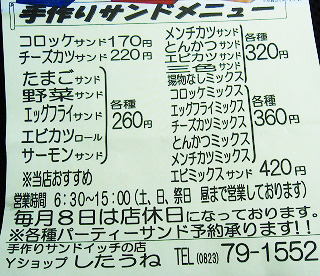 手作りサンドメニュー
コロッケサンド170円
チーズカツサンド220円
たまごサンド
野菜サンド
エッグフライサンド
エビカツロール
サーモンサンド
各種260円
※当店おすすめ
メンチカツサンド
とんかつサンド
エビカツサンド
三色サンド
各種320円
揚物なしミックス
コロッケミックス
エッグフライミックス
チーズカツミックス
とんかつミックス
メンチカツミックス
各種360円
エビミックスサンド420円
営業時間 6:30~15:00(土、日、祭日 昼まで営業しております)
毎月8日は店休日になっております。
※各種パーティーサンド予約承ります!!
手作りサンドイッチの店
Yショップしたうね TEL(0823)79-1552